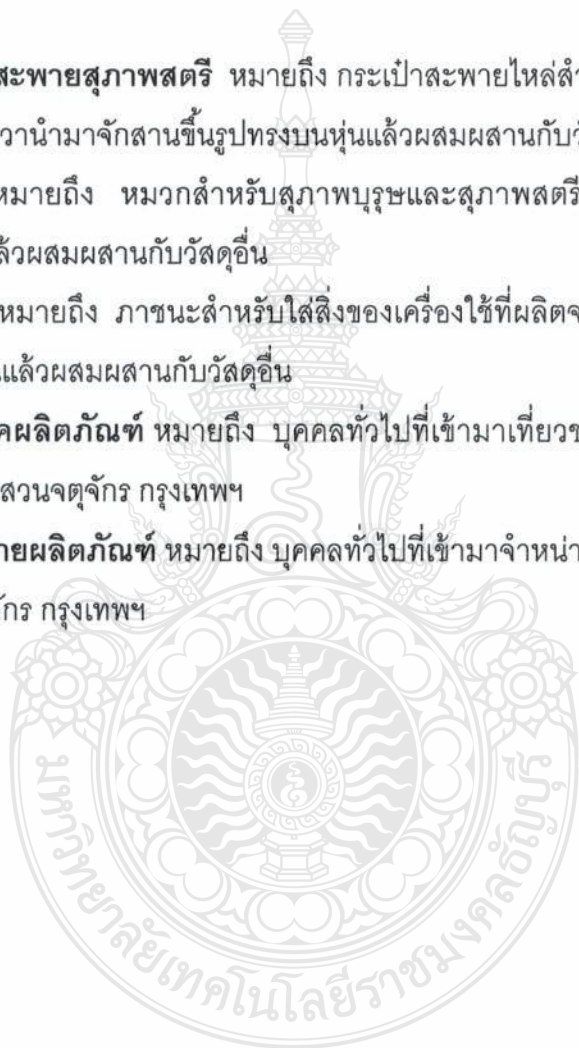 สะพายสุภาพสตรี หมายถึง กระเป๋าสะพายไหล่สำ
วานำมาจักสานขึ้นรูปทรงบนหุ่นแล้วผสมผสานกับวั
หมายถึง หมวกสำหรับสุภาพบุรุษและสุภาพสตรี
ล้วผสมผสานกับวัสดุอื่น
หมายถึง ภาชนะสำหรับใส่สิ่งของเครื่องใช้ที่ผลิตจ
แล้วผสมผสานกับวัสดุอื่น
คผลิตภัณฑ์ หมายถึง บุคคลทั่วไปที่เข้ามาเที่ยวช
สวนจตุจักร กรุงเทพฯ
ายผลิตภัณฑ์ หมายถึง บุคคลทั่วไปที่เข้ามาจำหน่า
จักร กรุงเทพฯ
มหาวิทยาลัยเทคโนโลยีราชมงคลธัญบุรี